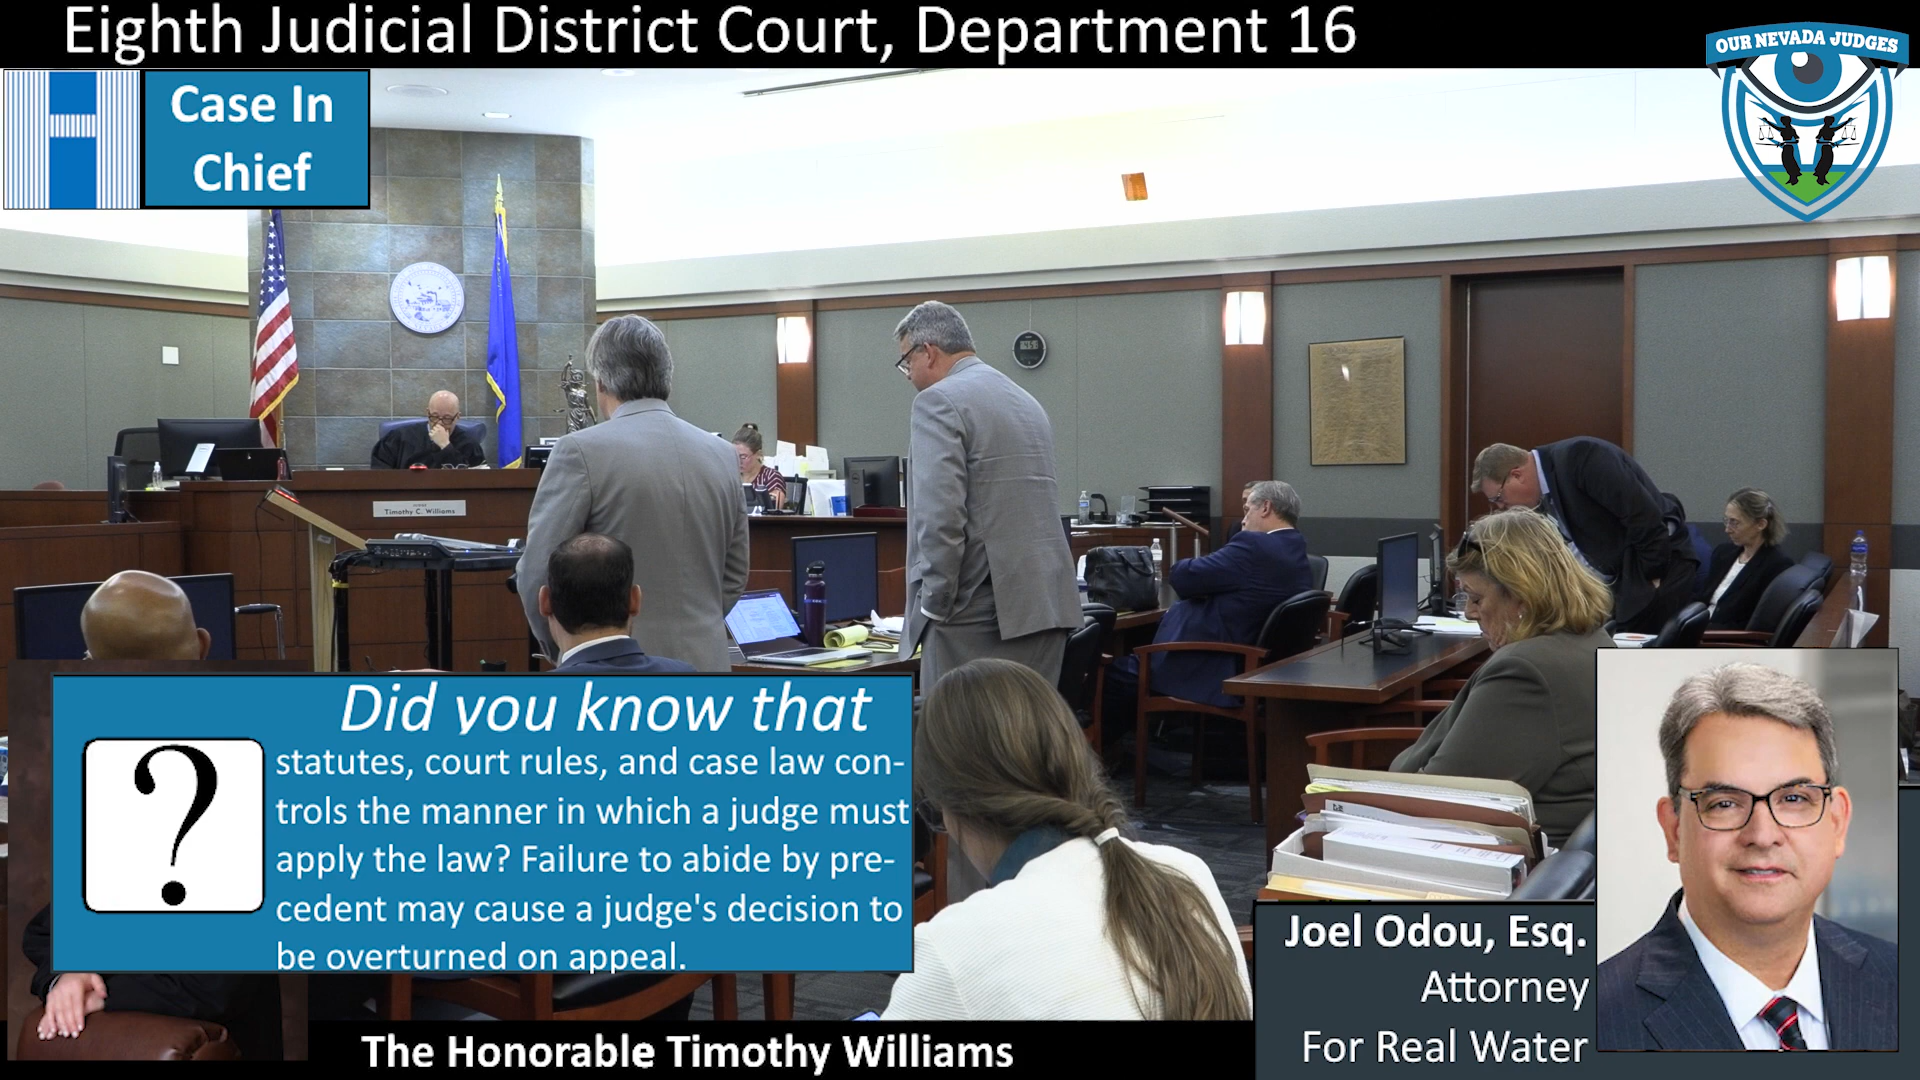 Eighth Judicial District Court, Department 16
OUR NEVADA JUDGES
Case In
Chief
Timothy C. Williams
Did you know that
?
statutes, court rules, and case law con-
trols the manner in which a judge must
apply the law? Failure to abide by pre-
cedent may cause a judge's decision to
be overturned on appeal.
Joel Odou, Esq.
Attorney
For Real Water
The Honorable Timothy Williams